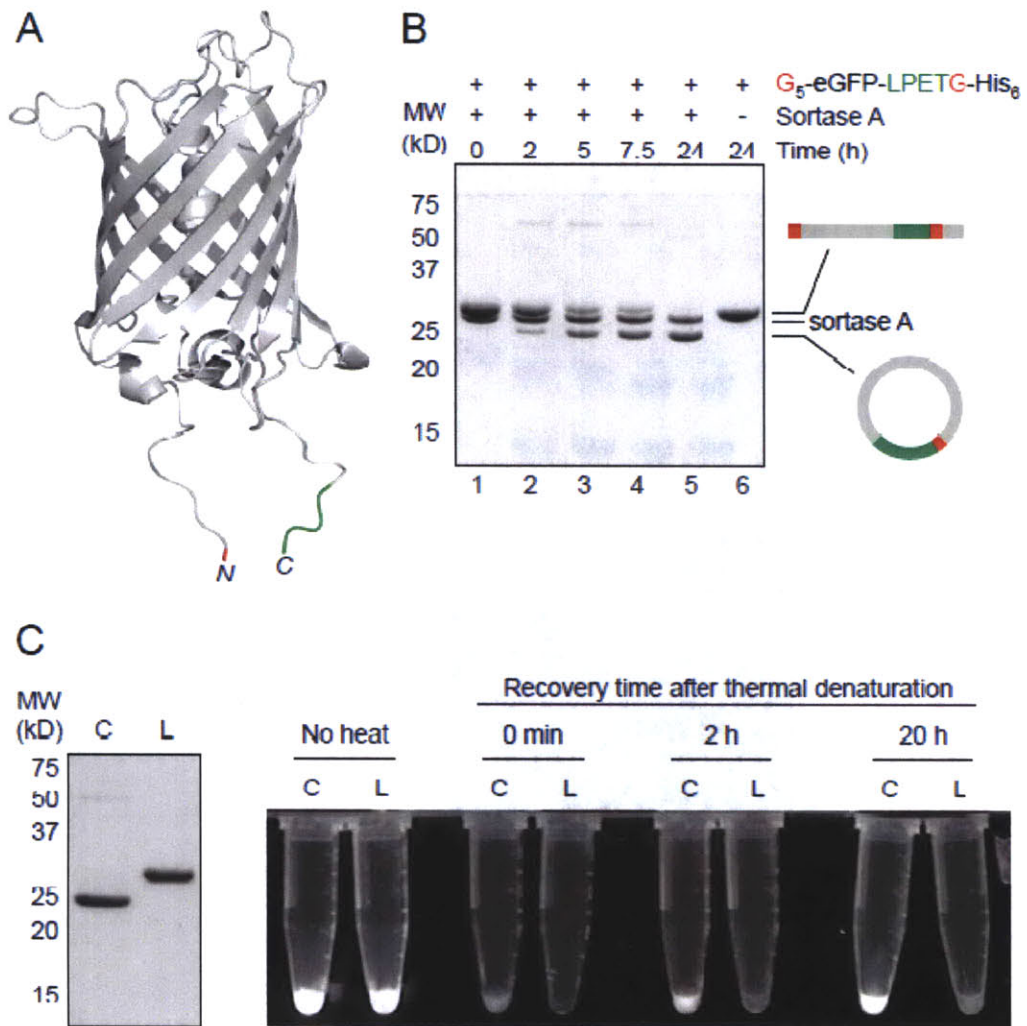 A
N
C
B
+ + + + + + G5-eGFP-LPETG-His6
MW + + + + + - Sortase A
(kD) 0 2 5 7.5 24 24 Time (h)
75
50
37
25
20
15
sortase A
1 2 3 4 5 6
C
MW
(kD)
C L
75
50
37
25
20
15
Recovery time after thermal denaturation
No heat 0 min 2 h 20 h
C L C L C L C L